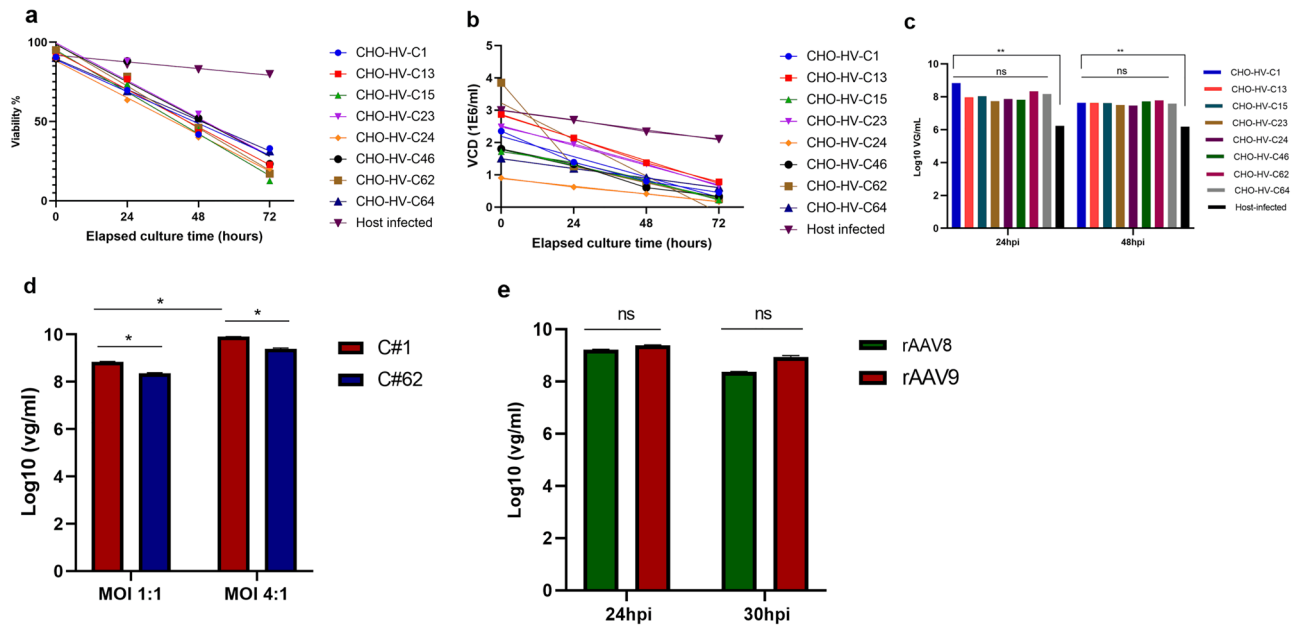 a
100
50
0
Viability %
0
24
48
72
Elapsed culture time (hours)
CHO-HV-C1
CHO-HV-C13
CHO-HV-C15
CHO-HV-C23
CHO-HV-C24
CHO-HV-C46
CHO-HV-C62
CHO-HV-C64
Host infected
b
5
4
3
2
1
0
VCD (1E6/ml)
0
24
48
72
Elapsed culture time (hours)
CHO-HV-C1
CHO-HV-C13
CHO-HV-C15
CHO-HV-C23
CHO-HV-C24
CHO-HV-C46
CHO-HV-C62
CHO-HV-C64
Host infected
c
10
8
6
4
2
0
Log10 VG/mL
**
ns
**
ns
24hpi
48hpi
CHO-HV-C1
CHO-HV-C13
CHO-HV-C15
CHO-HV-C23
CHO-HV-C24
CHO-HV-C46
CHO-HV-C62
CHO-HV-C64
Host-infected
d
10
8
6
4
2
0
Log10 (vg/ml)
*
*
*
MOI 1:1
MOI 4:1
C#1
C#62
e
10
8
6
4
2
0
Log10 (vg/ml)
ns
ns
24hpi
30hpi
rAAV8
rAAV9